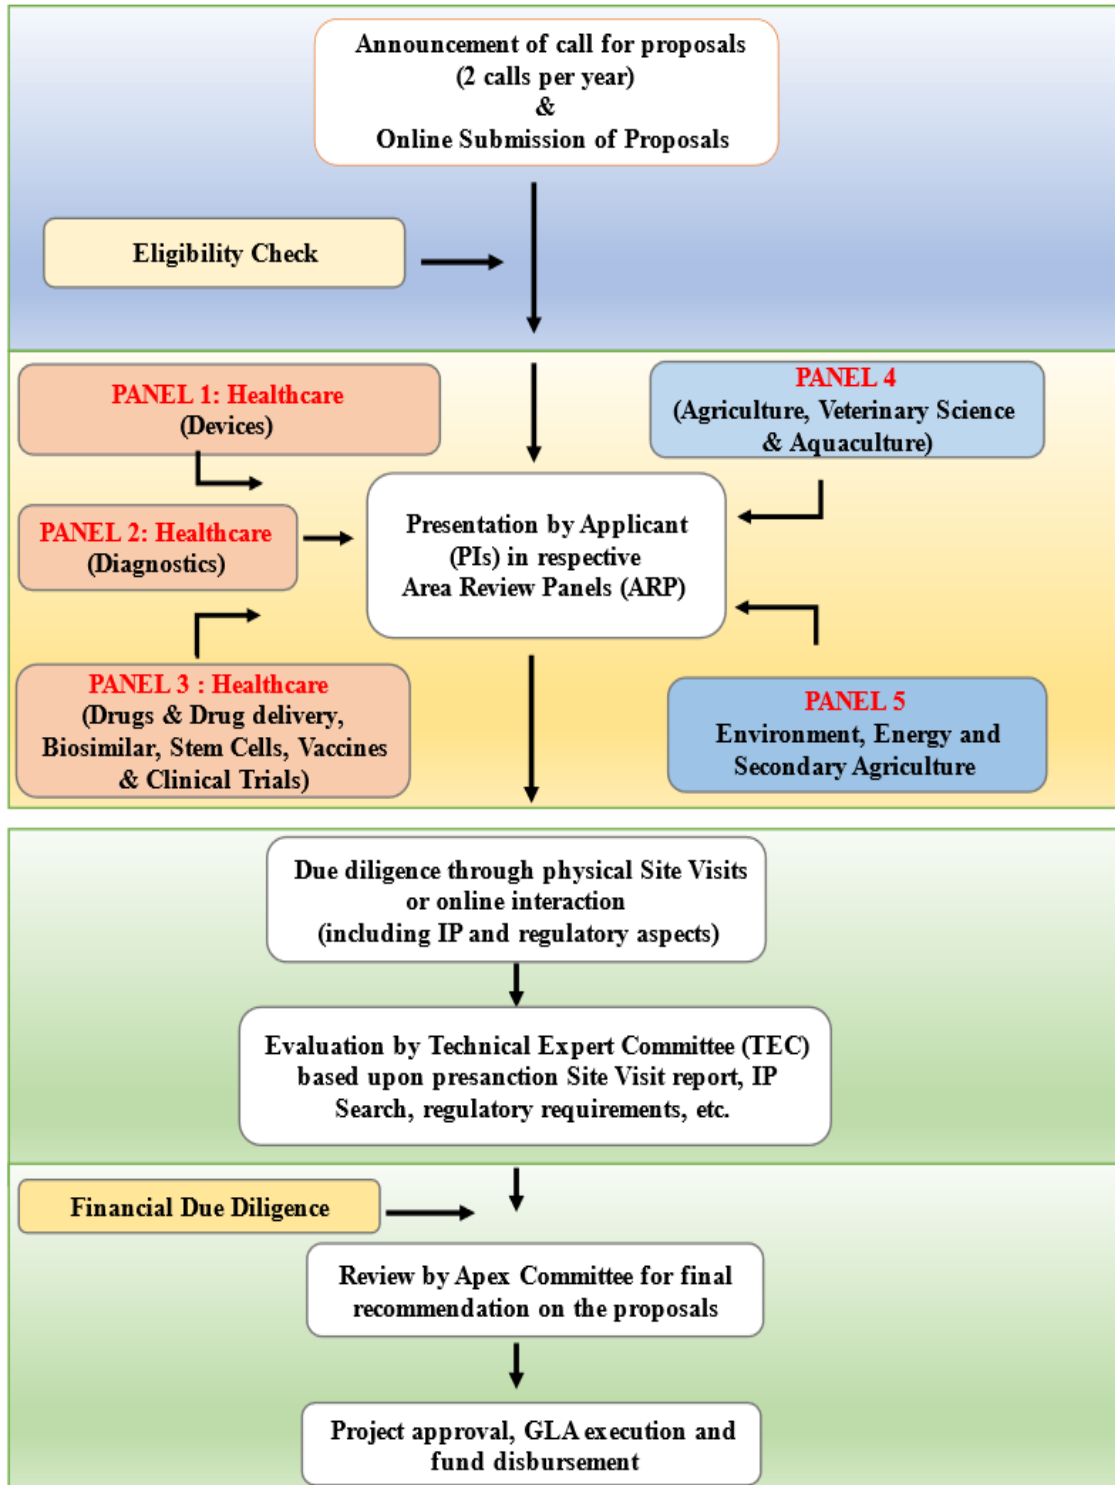 Announcement of call for proposals
(2 calls per year)
&
Online Submission of Proposals
Eligibility Check
PANEL 1: Healthcare
(Devices)
PANEL 4
(Agriculture, Veterinary Science
& Aquaculture)
PANEL 2: Healthcare
(Diagnostics)
Presentation by Applicant
(PIs) in respective
Area Review Panels (ARP)
PANEL 3 : Healthcare
(Drugs & Drug delivery,
Biosimilar, Stem Cells, Vaccines
& Clinical Trials)
PANEL 5
Environment, Energy and
Secondary Agriculture
Due diligence through physical Site Visits
or online interaction
(including IP and regulatory aspects)
Evaluation by Technical Expert Committee (TEC)
based upon presanction Site Visit report, IP
Search, regulatory requirements, etc.
Financial Due Diligence
Review by Apex Committee for final
recommendation on the proposals
Project approval, GLA execution and
fund disbursement